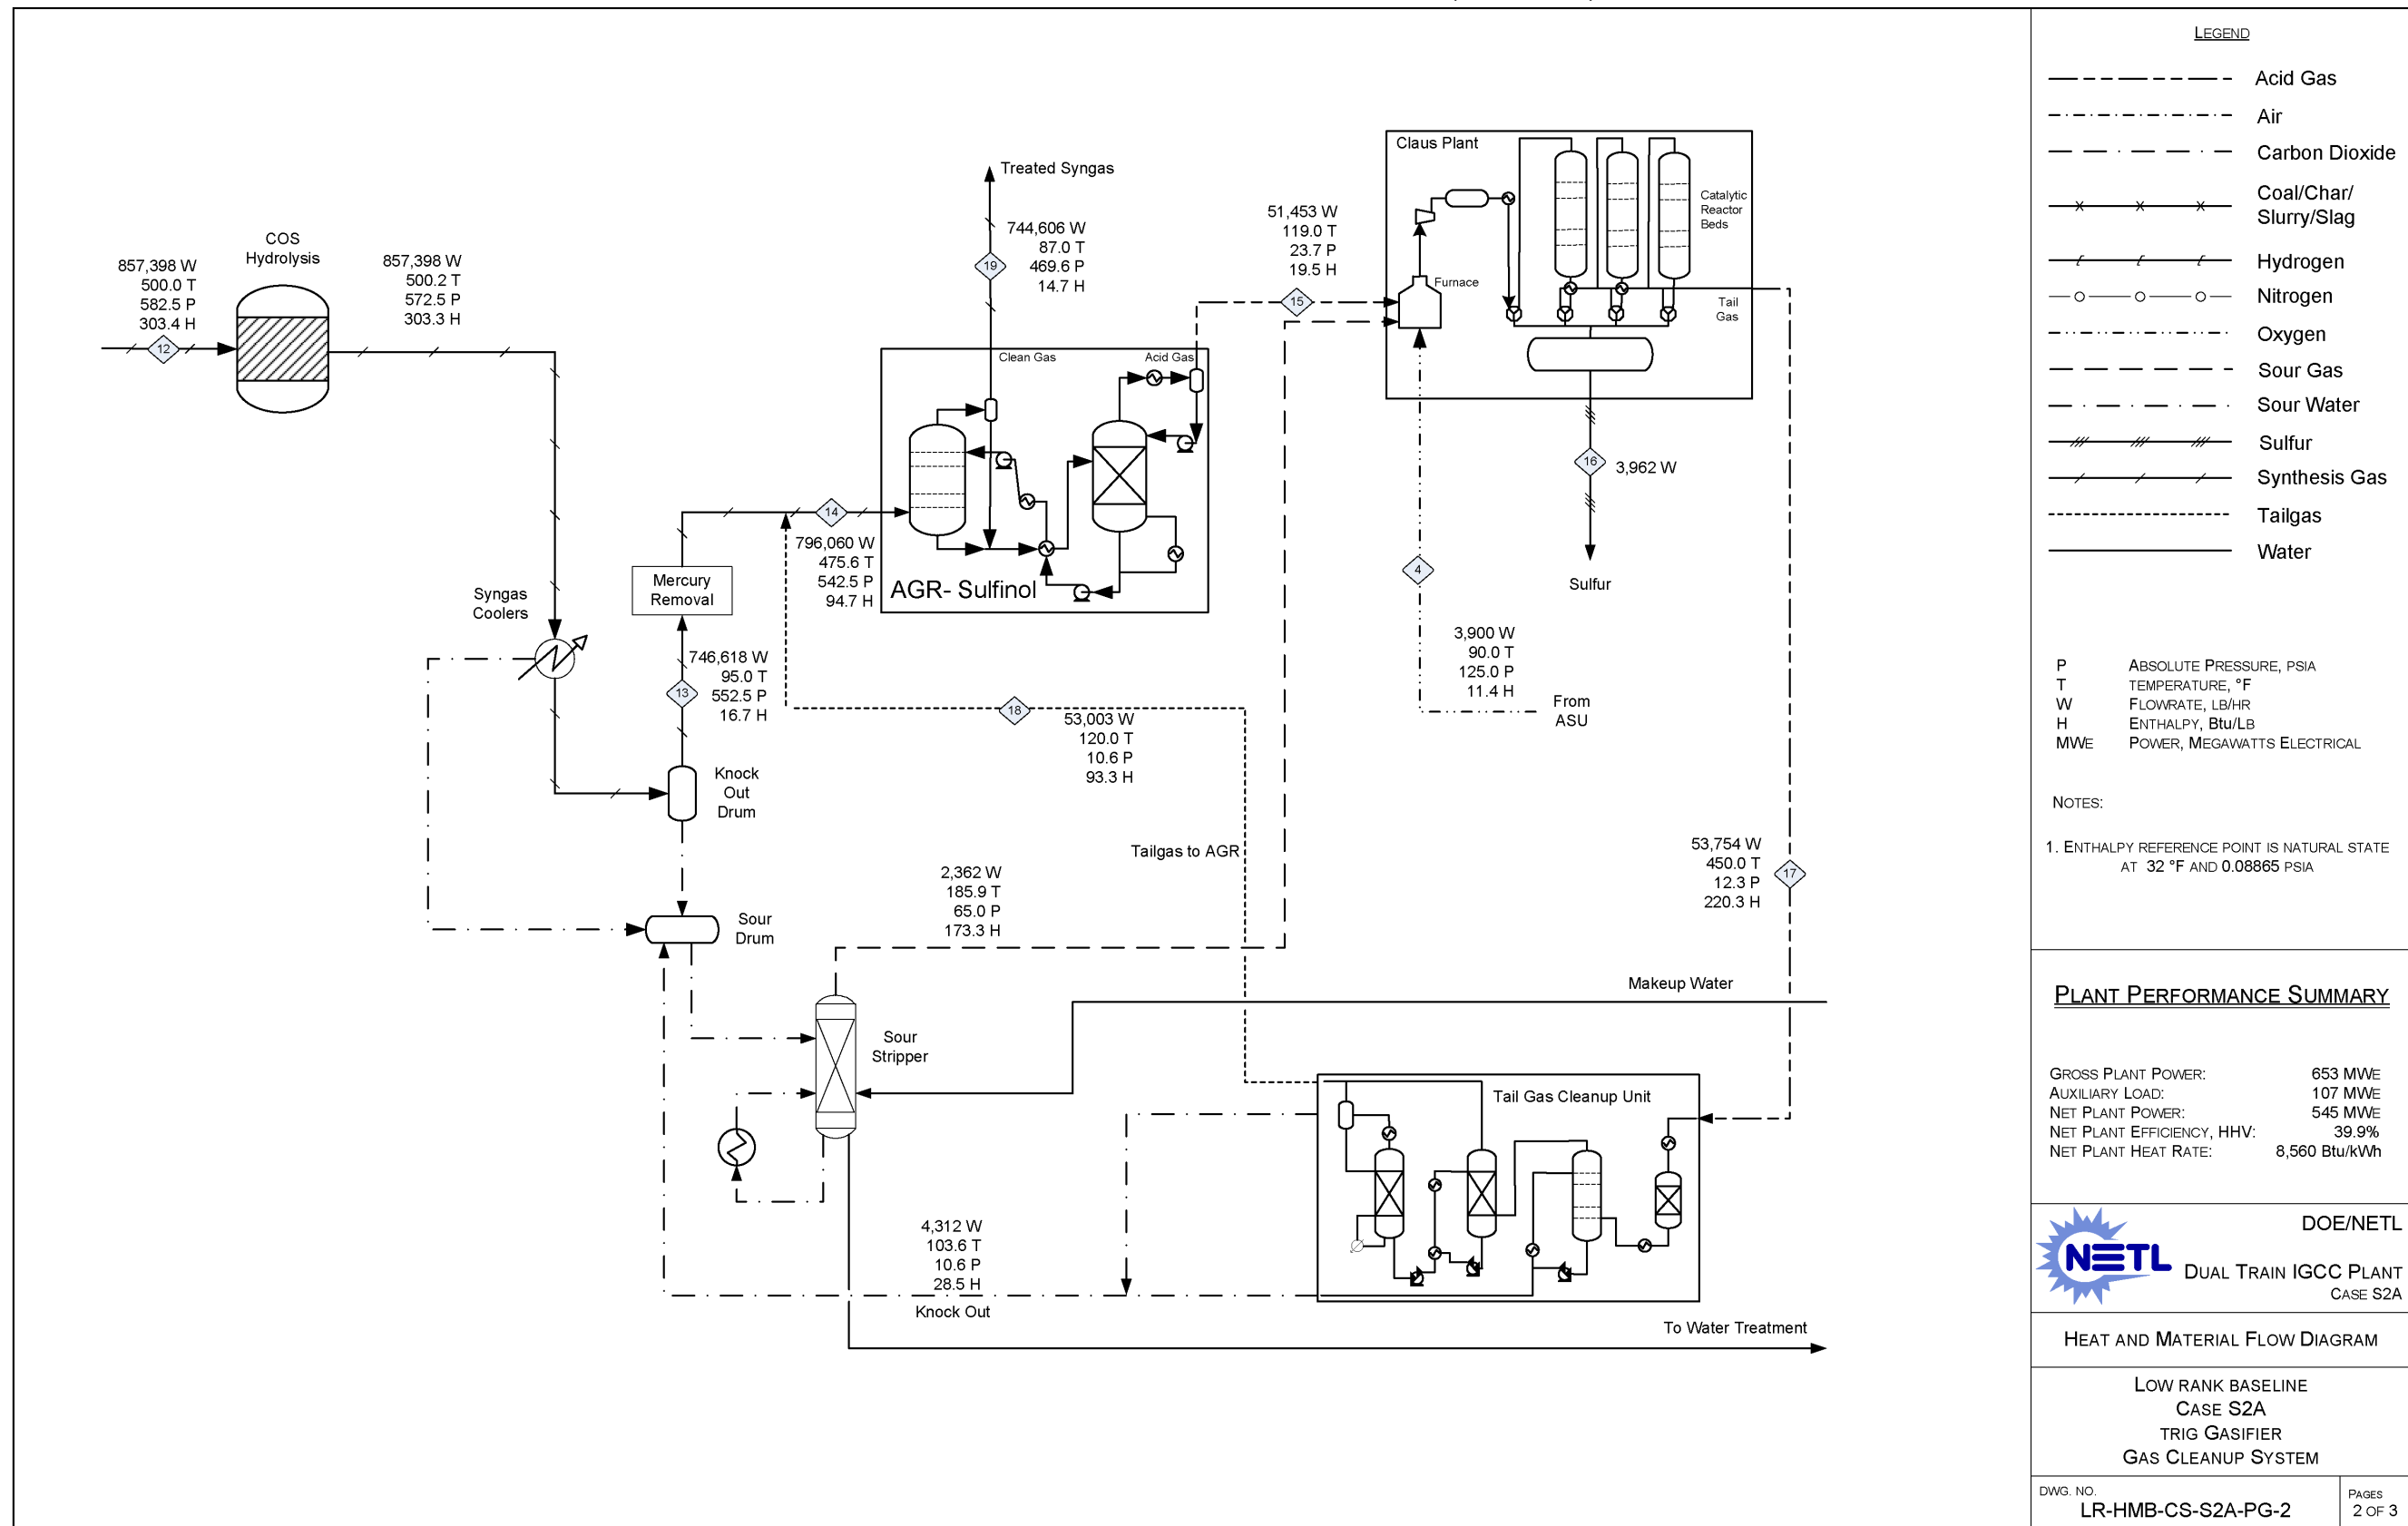 COS
Hydrolysis
857,398 W
500.0 T
582.5 P
303.4 H
12
857,398 W
500.2 T
572.5 P
303.3 H
Syngas
Coolers
Mercury
Removal
746,618 W
95.0 T
552.5 P
16.7 H
13
Knock
Out
Drum
Sour
Drum
Treated Syngas
744,606 W
87.0 T
469.6 P
14.7 H
19
14
796,060 W
475.6 T
542.5 P
94.7 H
Clean Gas
Acid Gas
AGR- Sulfinol
51,453 W
119.0 T
23.7 P
19.5 H
15
Claus Plant
Catalytic
Reactor
Beds
Furnace
Tail
Gas
16
3,962 W
Sulfur
4
3,900 W
90.0 T
125.0 P
11.4 H
From
ASU
18
53,003 W
120.0 T
10.6 P
93.3 H
Tailgas to AGR
53,754 W
450.0 T
12.3 P
220.3 H
17
2,362 W
185.9 T
65.0 P
173.3 H
Sour
Stripper
Makeup Water
Tail Gas Cleanup Unit
4,312 W
103.6 T
10.6 P
28.5 H
Knock Out
To Water Treatment
LEGEND
Acid Gas
Air
Carbon Dioxide
Coal/Char/
Slurry/Slag
Hydrogen
Nitrogen
Oxygen
Sour Gas
Sour Water
Sulfur
Synthesis Gas
Tailgas
Water
P ABSOLUTE PRESSURE, PSIA
T TEMPERATURE, °F
W FLOWRATE, LB/HR
H ENTHALPY, Btu/LB
MWE POWER, MEGAWATTS ELECTRICAL
NOTES:
1. ENTHALPY REFERENCE POINT IS NATURAL STATE
AT 32 °F AND 0.08865 PSIA
PLANT PERFORMANCE SUMMARY
GROSS PLANT POWER: 653 MWE
AUXILIARY LOAD: 107 MWE
NET PLANT POWER: 545 MWE
NET PLANT EFFICIENCY, HHV: 39.9%
NET PLANT HEAT RATE: 8,560 Btu/kWh
NETL
DOE/NETL
DUAL TRAIN IGCC PLANT
CASE S2A
HEAT AND MATERIAL FLOW DIAGRAM
LOW RANK BASELINE
CASE S2A
TRIG GASIFIER
GAS CLEANUP SYSTEM
DWG. NO.
LR-HMB-CS-S2A-PG-2
PAGES
2 OF 3